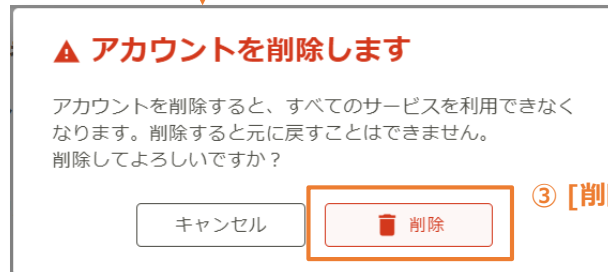 アカウントを削除します
アカウントを削除すると、すべてのサービスを利用できなく
なります。削除すると元に戻すことはできません。
削除してよろしいですか？
キャンセル
削除
③ [削